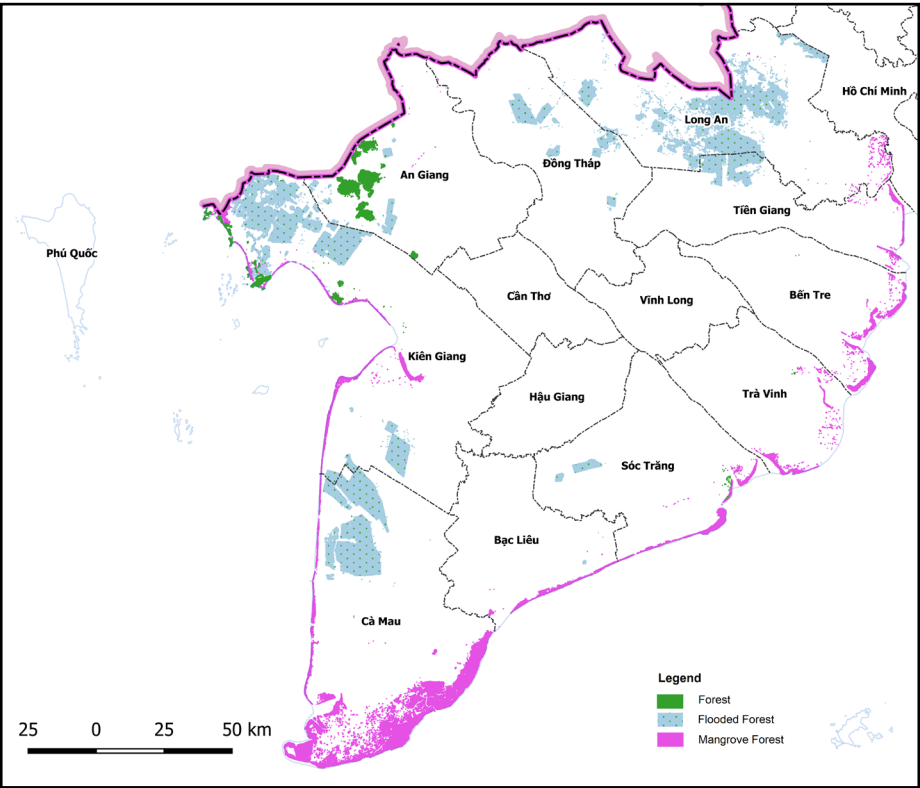 Hồ Chí Minh
Long An
Đồng Tháp
An Giang
Tiền Giang
Phú Quốc
Cần Thơ
Vĩnh Long
Bến Tre
Kiên Giang
Hậu Giang
Trà Vinh
Sóc Trăng
Bạc Liêu
Cà Mau
Legend
Forest
Flooded Forest
Mangrove Forest
25 0 25 50 km